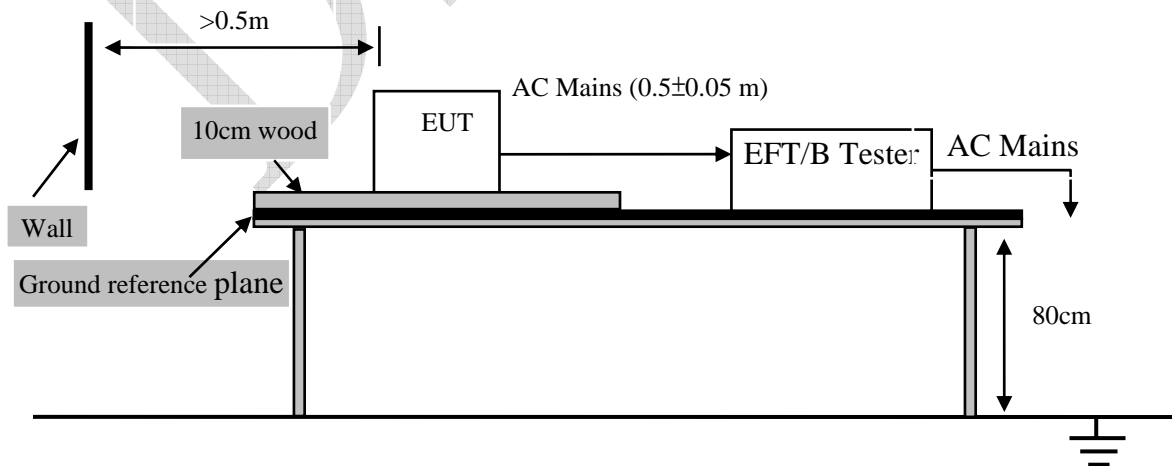 >0.5m
AC Mains (0.5±0.05 m)
EUT
10cm wood
EFT/B Tester
AC Mains
Wall
Ground reference plane
80cm